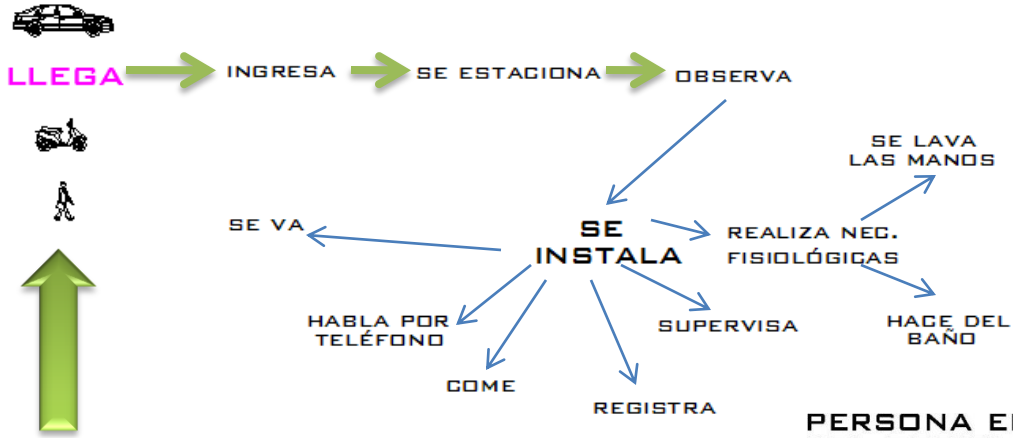 LLEGA
INGRESA
SE ESTACIONA
OBSERVA
SE LAVA
LAS MANOS
SE VA
SE
INSTALA
REALIZA NEC.
FISIOLÓGICAS
HABLA POR
TELÉFONO
SUPERVISA
HACE DEL
BAÑO
COME
REGISTRA
PERSONA